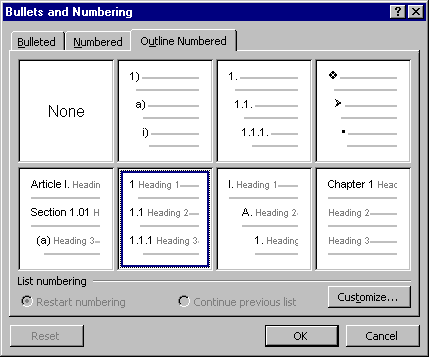 Bullets and Numbering
Bulleted Numbered Outline Numbered
None
1)
a)
i)
1.
1.1.
1.1.1.
Article I. Headin
Section 1.01 H
(a) Heading 3
1 Heading 1
1.1 Heading 2
1.1.1 Heading 3
I. Heading 1
A. Heading 2
1. Heading
Chapter 1 Head
Heading 2
Heading 3
List numbering
Restart numbering Continue previous list
Customize...
Reset OK Cancel